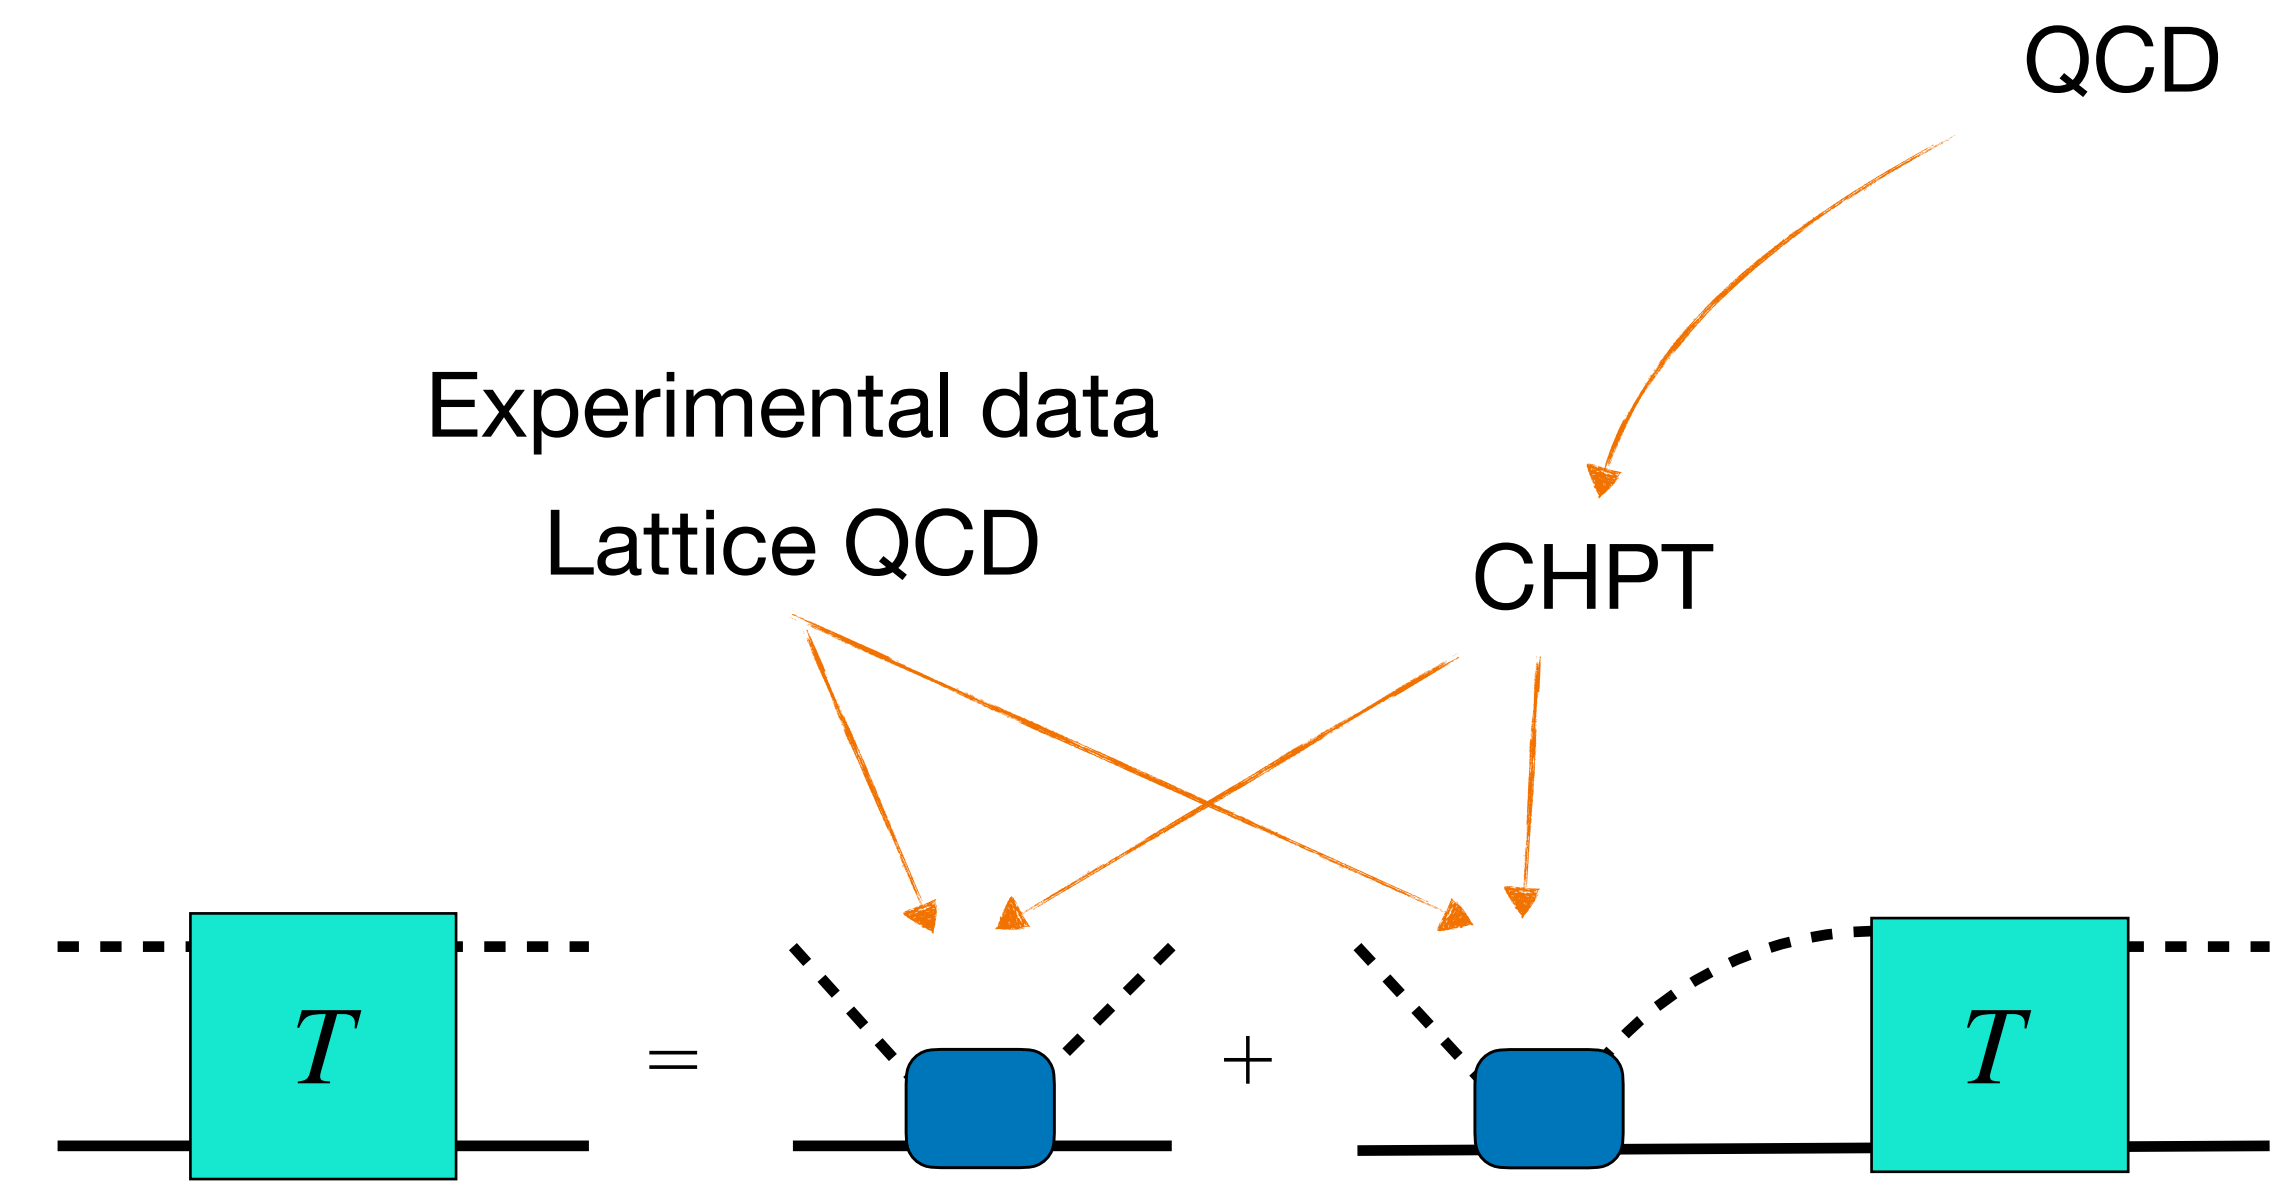 QCD
Experimental data
Lattice QCD
CHPT
T = + T